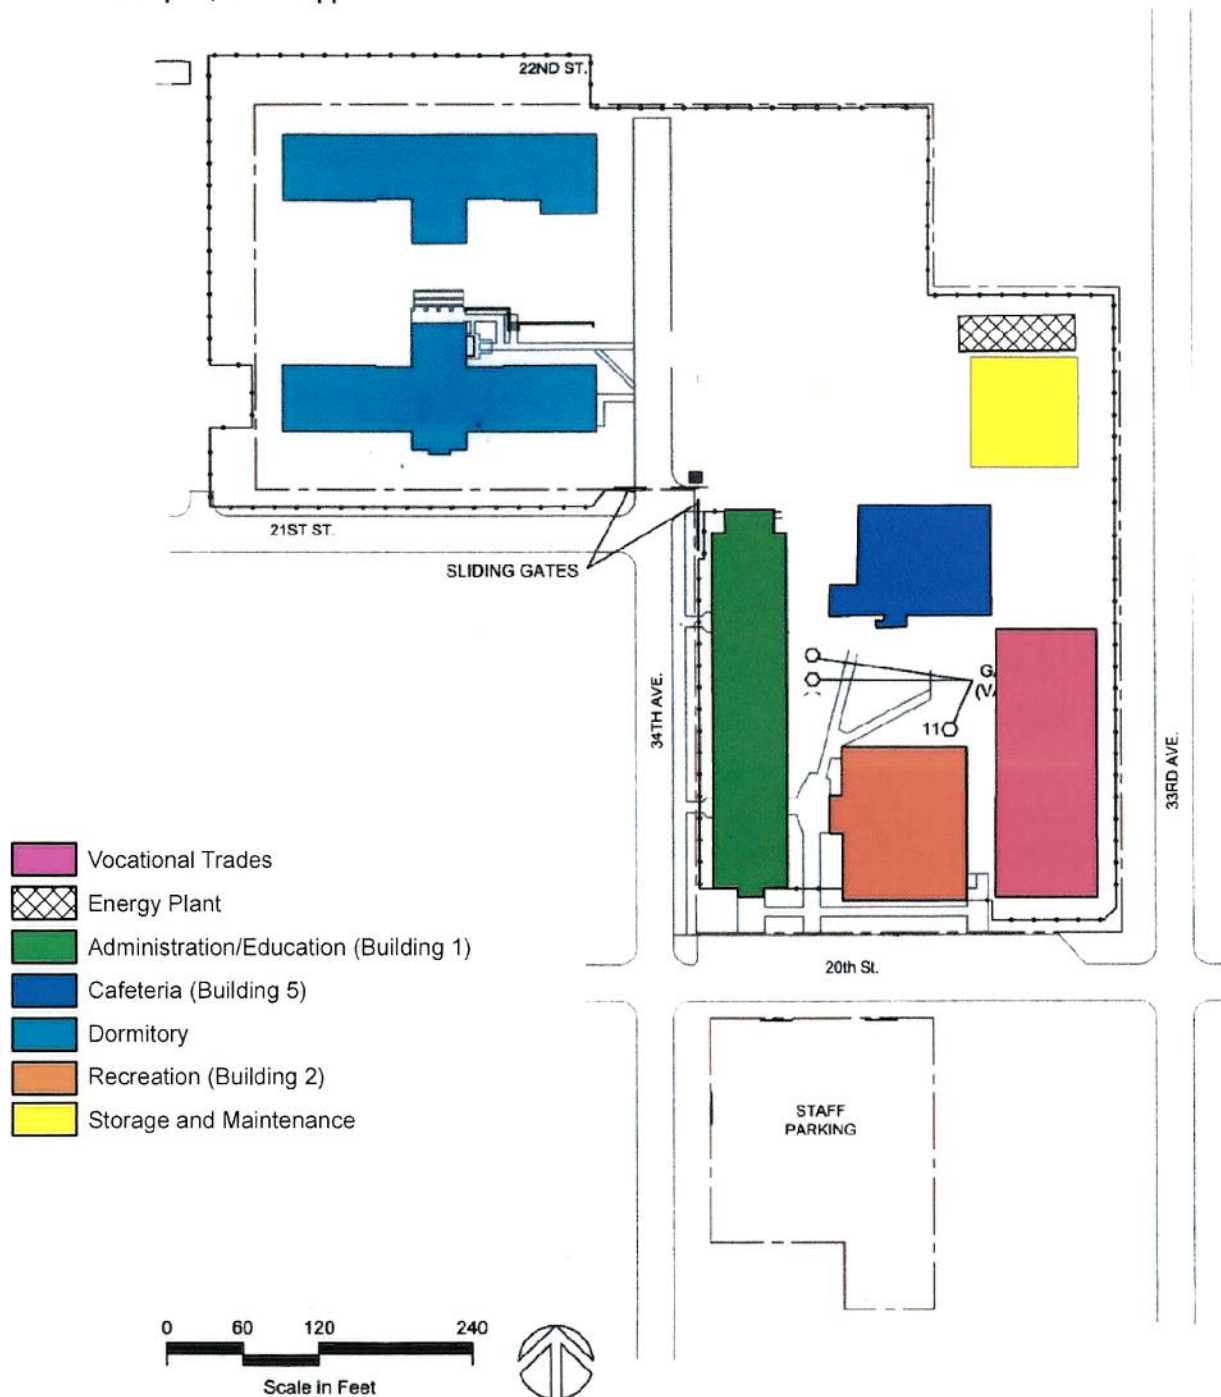 22ND ST.
21ST ST.
SLIDING GATES
34TH AVE.
11
33RD AVE.
20th St.
Vocational Trades
Energy Plant
Administration/Education (Building 1)
Cafeteria (Building 5)
Dormitory
Recreation (Building 2)
Storage and Maintenance
STAFF
PARKING
0 60 120 240
Scale in Feet